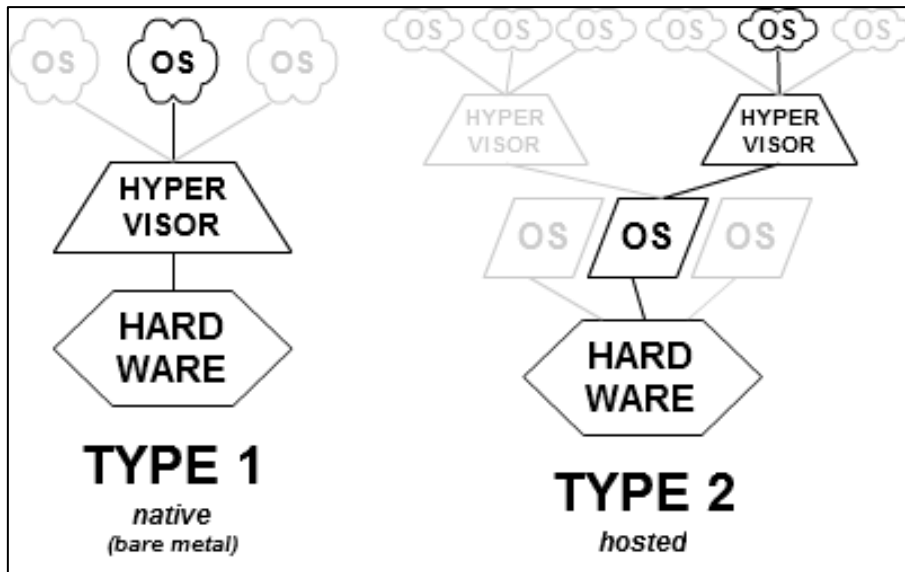 OS OS OS
HYPER
VISOR
HARD
WARE
TYPE 1
native
(bare metal)
OS OS OS OS OS OS
HYPER
VISOR
HYPER
VISOR
OS OS OS
HARD
WARE
TYPE 2
hosted